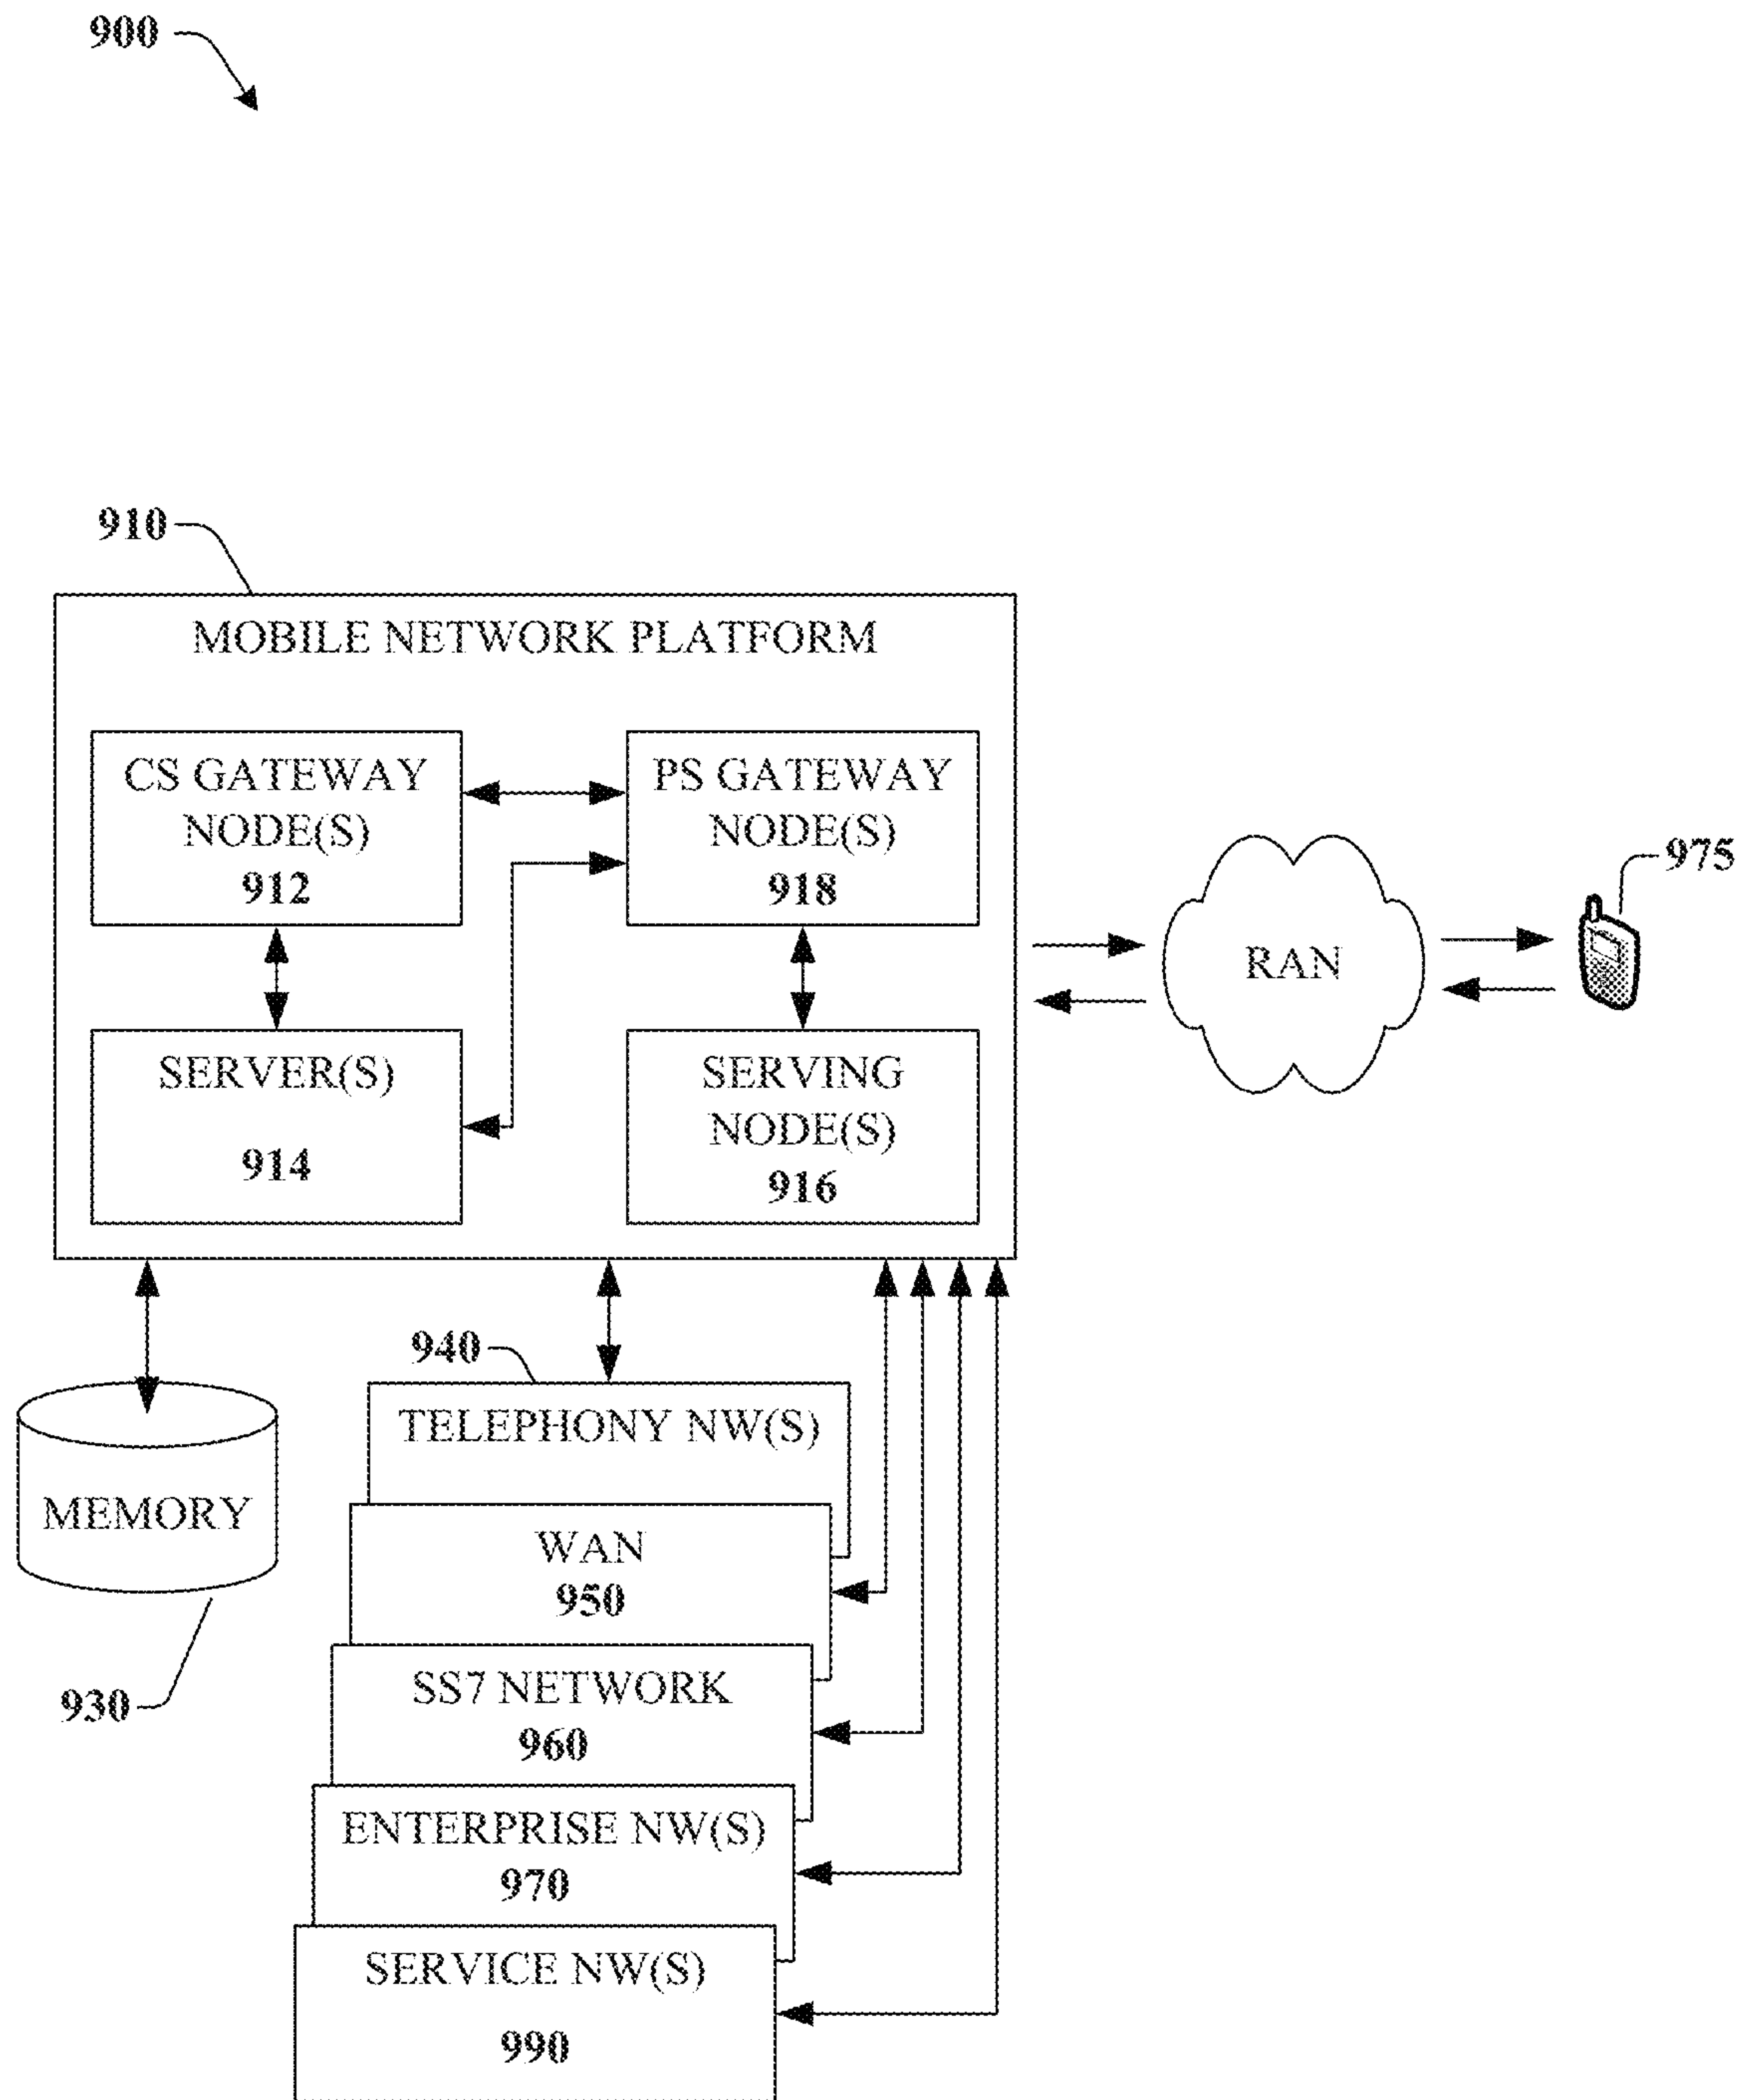 900
910
MOBILE NETWORK PLATFORM
CS GATEWAY
NODE(S)
912
PS GATEWAY
NODE(S)
918
SERVER(S)
914
SERVING
NODE(S)
916
RAN
975
940
TELEPHONY NW(S)
MEMORY
930
WAN
950
SS7 NETWORK
960
ENTERPRISE NW(S)
970
SERVICE NW(S)
990